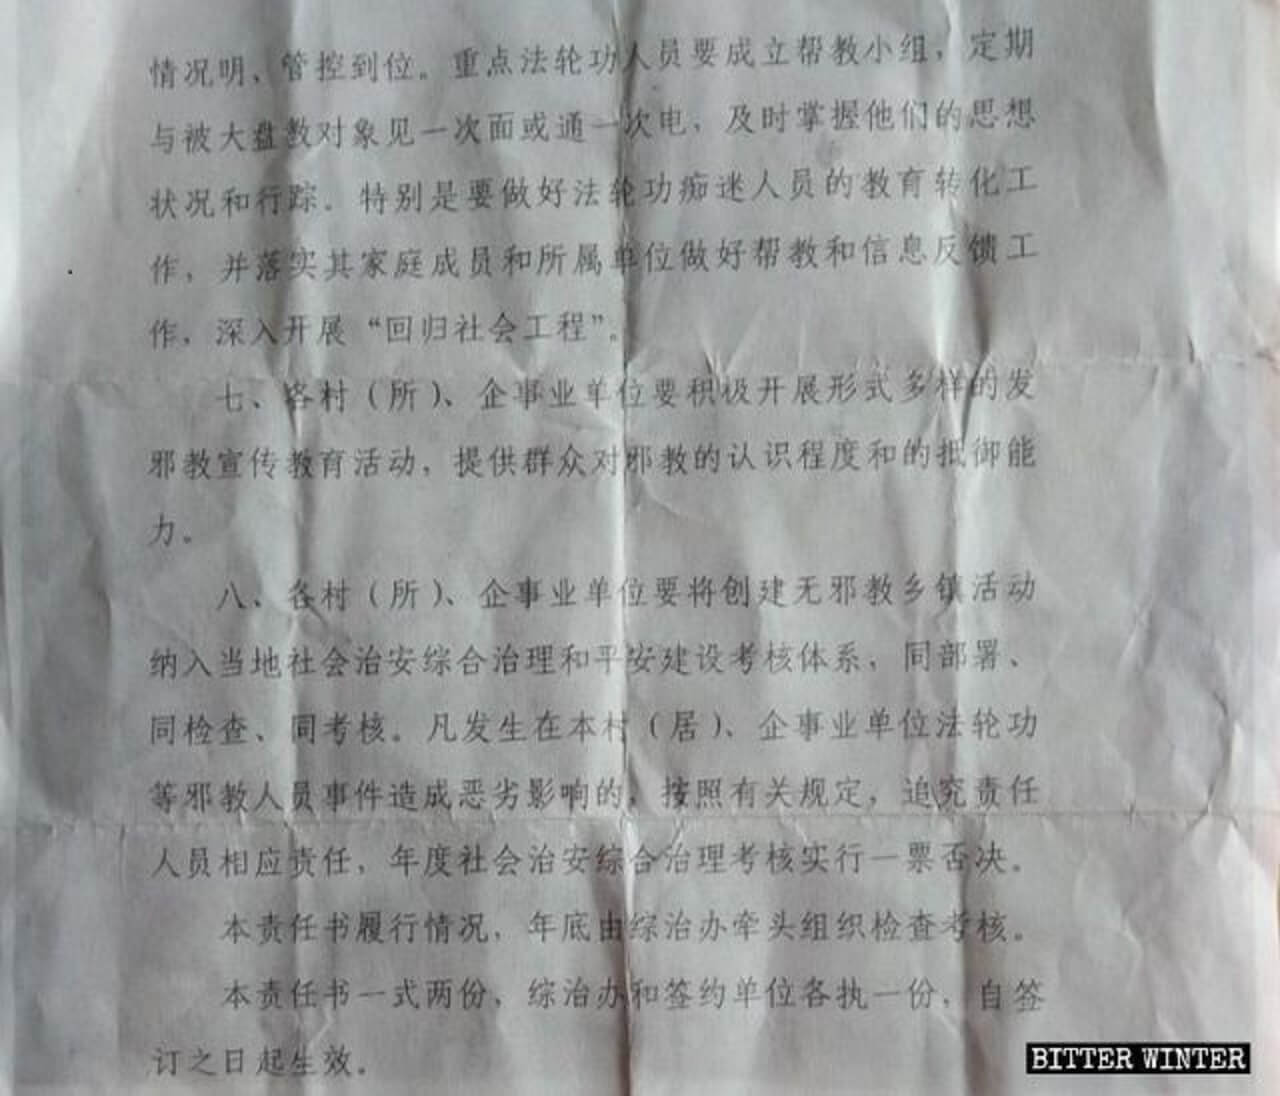 情况明、管控到位。重点法轮功人员要成立帮教小组，定期
与被大盘教对象见一次面或通一次电，及时掌握他们的思想
状况和行踪。特别是要做好法轮功痴迷人员的教育转化工
作，并落实其家庭成员和所属单位做好帮教和信息反馈工
作，深入开展“回归社会工程”。
七、各村（所）、企事业单位要积极开展形式多样的发
邪教宣传教育活动，提供群众对邪教的认识程度和的抵御能
力。
八、各村（所）、企事业单位要将创建无邪教乡镇活动
纳入当地社会治安综合治理和平安建设考核体系，同部署、
同检查、同考核。凡发生在本村（居）、企事业单位法轮功
等邪教人员事件造成恶劣影响的，按照有关规定，追究责任
人员相应责任，年度社会治安综合治理考核实行一票否决。
本责任书履行情况，年底由综治办牵头组织检查考核。
本责任书一式两份，综治办和签约单位各执一份，自签
订之日起生效。
BITTER WINTER